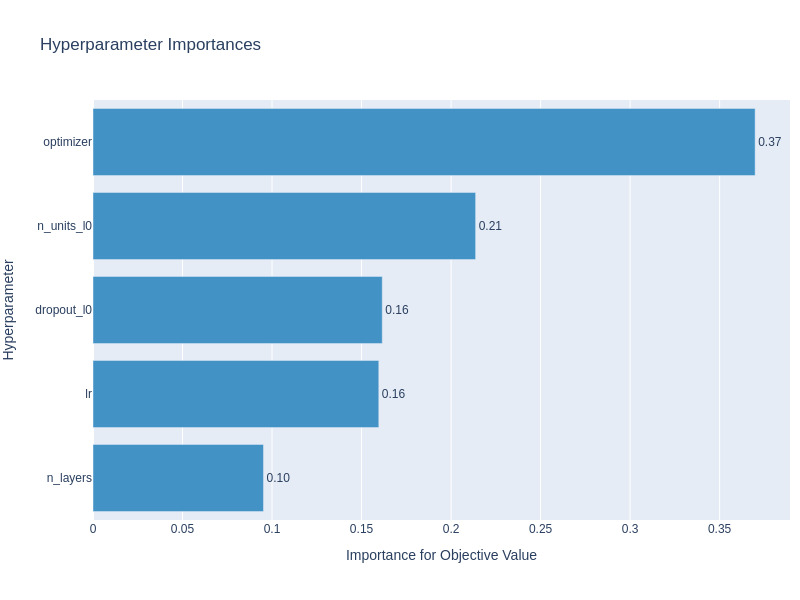 Hyperparameter Importances
Hyperparameter
optimizer
0.37
n_units_l0
0.21
dropout_l0
0.16
lr
0.16
n_layers
0.10
0 0.05 0.1 0.15 0.2 0.25 0.3 0.35
Importance for Objective Value